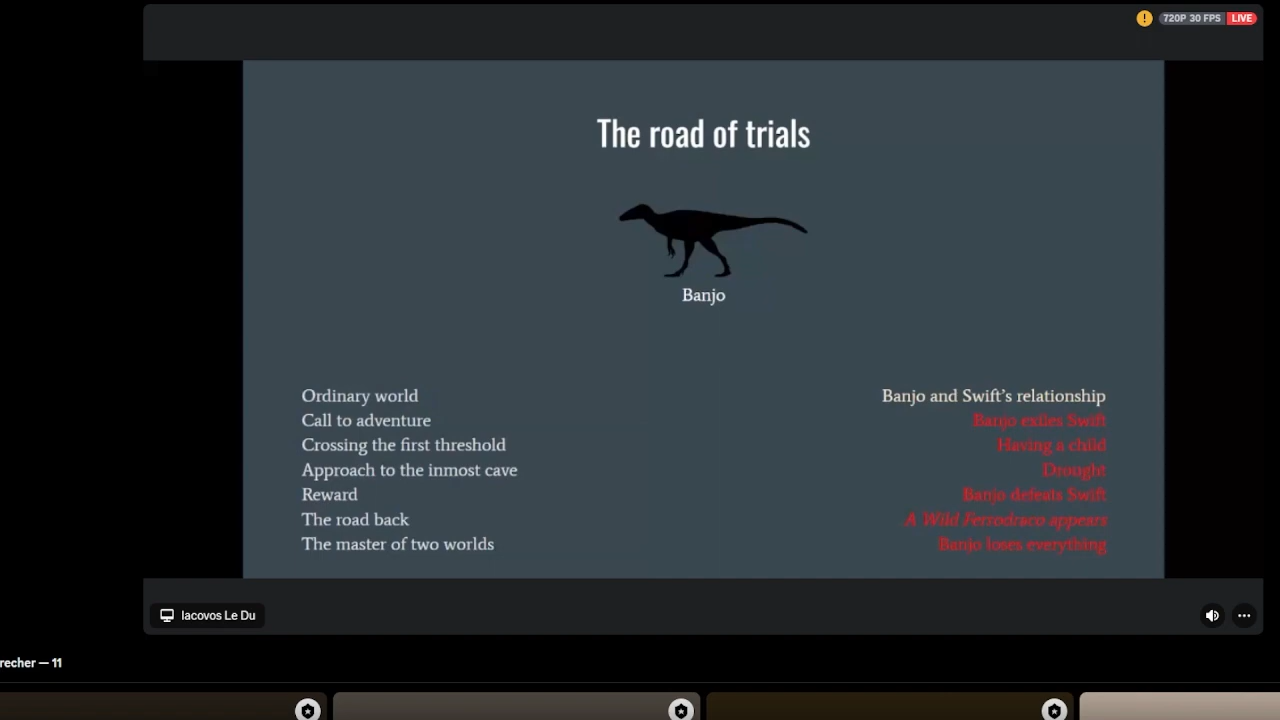 720P 30 FPS LIVE
The road of trials
Banjo
Ordinary world
Call to adventure
Crossing the first threshold
Approach to the inmost cave
Reward
The road back
The master of two worlds
Banjo and Swift's relationship
Banjo exiles Swift
Having a child
Drought
Banjo defeats Swift
A Wild Ferrodraco appears
Banjo loses everything
Iacovos Le Du
recher — 11